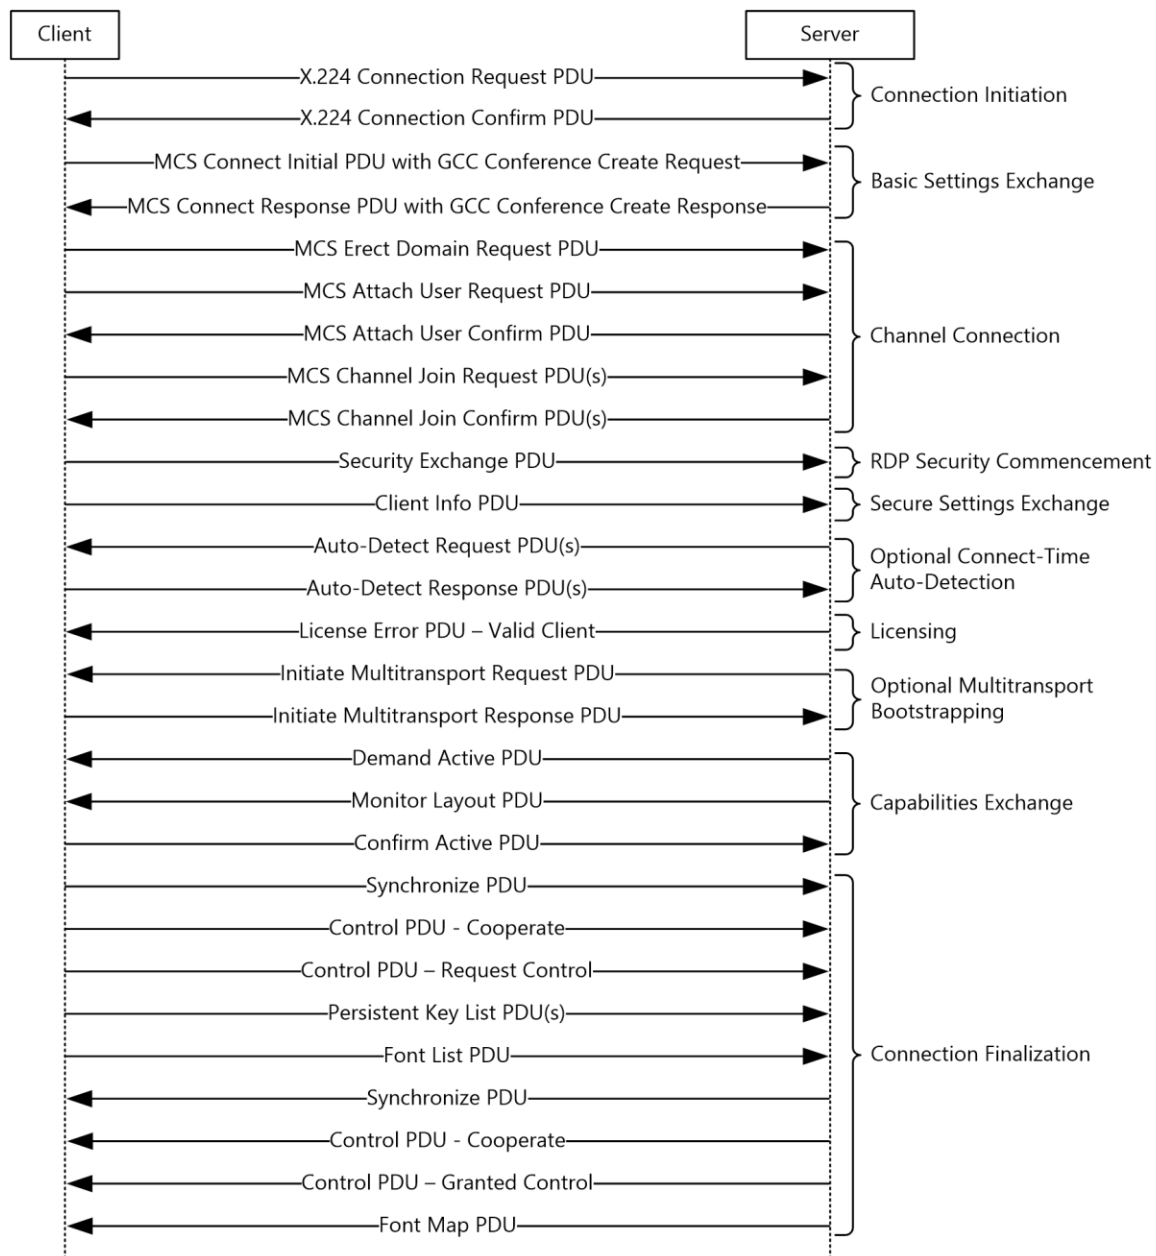 Client
Server
X.224 Connection Request PDU
Connection Initiation
X.224 Connection Confirm PDU
MCS Connect Initial PDU with GCC Conference Create Request
Basic Settings Exchange
MCS Connect Response PDU with GCC Conference Create Response
MCS Erect Domain Request PDU
MCS Attach User Request PDU
MCS Attach User Confirm PDU
Channel Connection
MCS Channel Join Request PDU(s)
MCS Channel Join Confirm PDU(s)
Security Exchange PDU
RDP Security Commencement
Client Info PDU
Secure Settings Exchange
Auto-Detect Request PDU(s)
Optional Connect-Time
Auto-Detection
Auto-Detect Response PDU(s)
License Error PDU – Valid Client
Licensing
Initiate Multitransport Request PDU
Optional Multitransport
Bootstrapping
Initiate Multitransport Response PDU
Demand Active PDU
Monitor Layout PDU
Capabilities Exchange
Confirm Active PDU
Synchronize PDU
Control PDU - Cooperate
Control PDU – Request Control
Persistent Key List PDU(s)
Font List PDU
Connection Finalization
Synchronize PDU
Control PDU - Cooperate
Control PDU – Granted Control
Font Map PDU